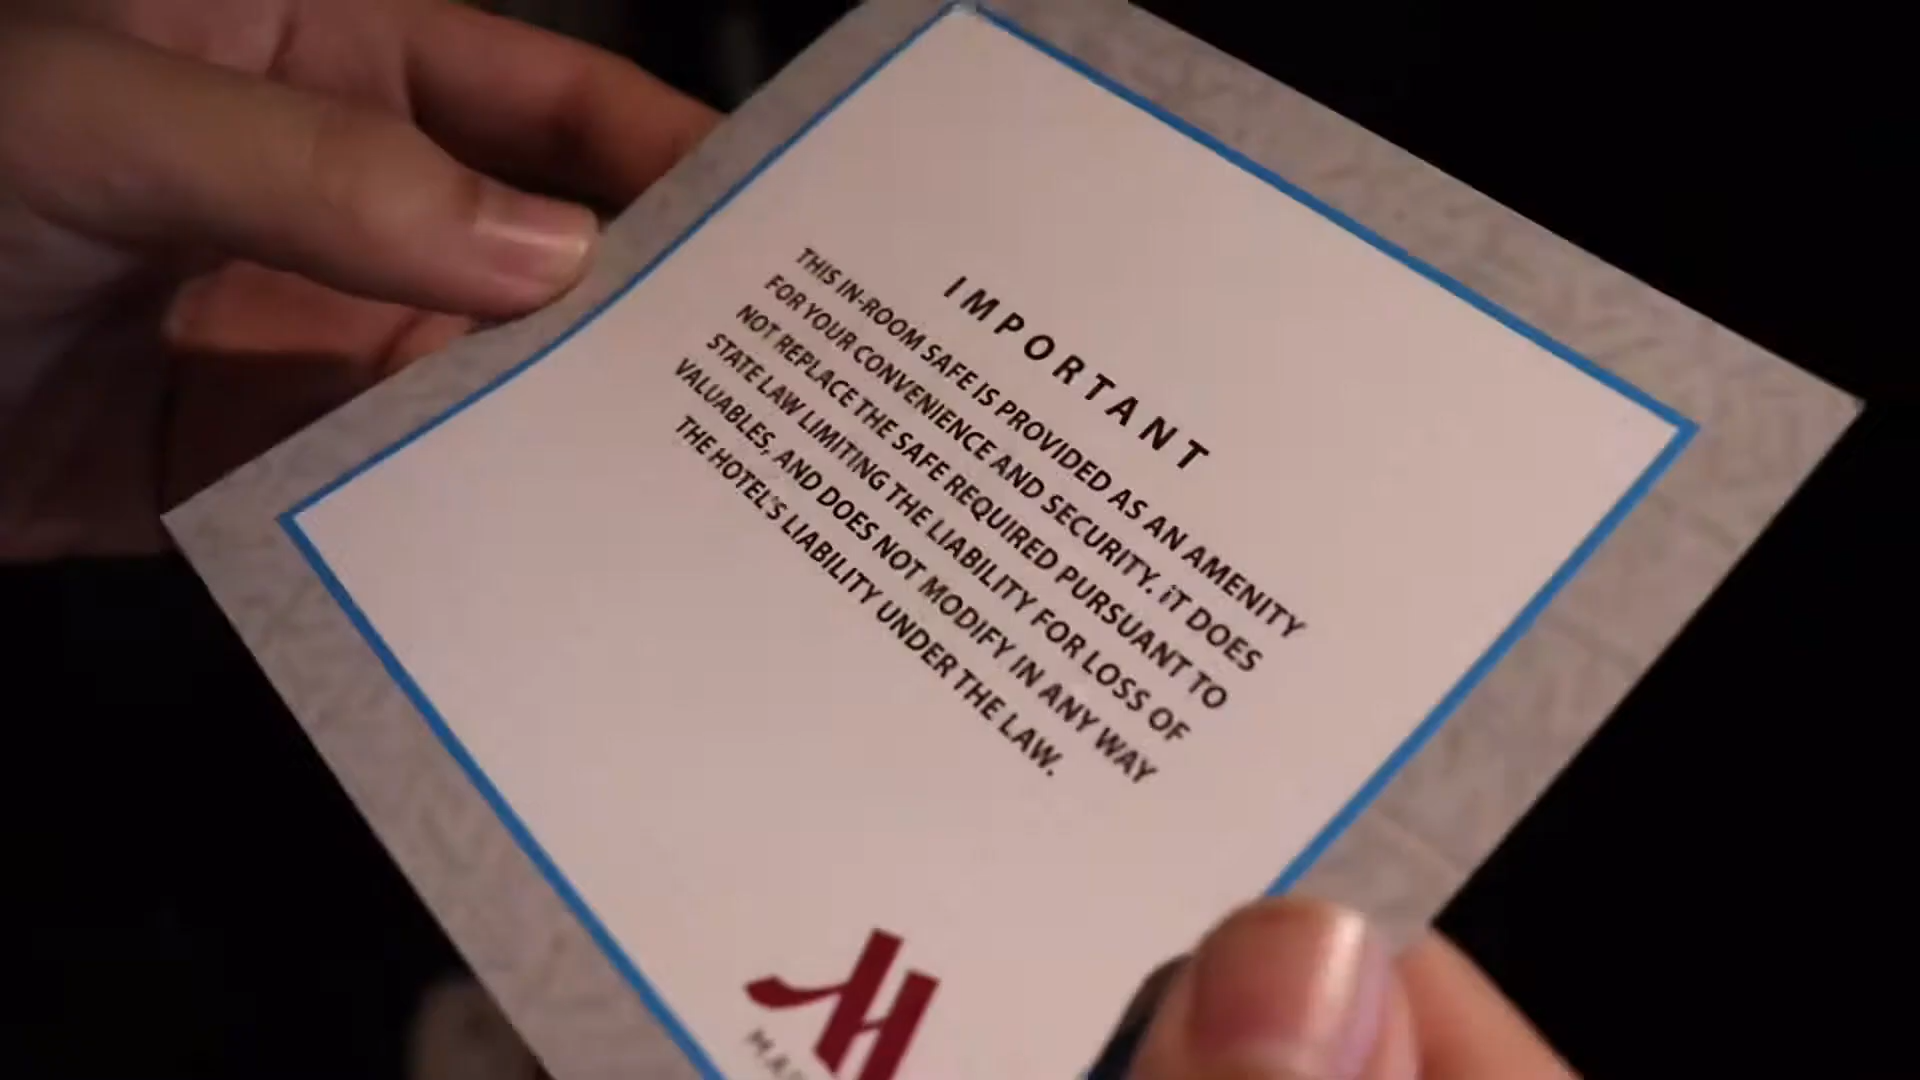 IMPORTANT
THIS IN-ROOM SAFE IS PROVIDED AS AN AMENITY
FOR YOUR CONVENIENCE AND SECURITY. iT DOES
NOT REPLACE THE SAFE REQUIRED PURSUANT TO
STATE LAW LIMITING THE LIABILITY FOR LOSS OF
VALUABLES, AND DOES NOT MODIFY IN ANY WAY
THE HOTEL'S LIABILITY UNDER THE LAW.